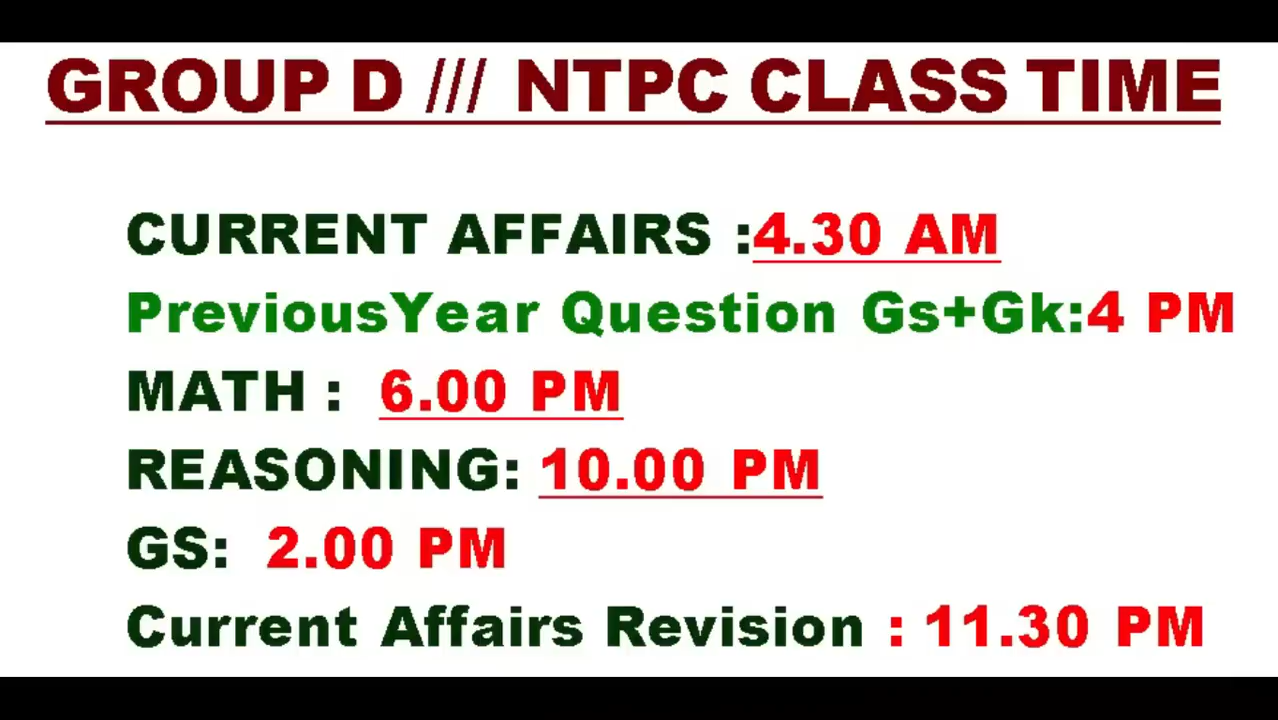 GROUP D /// NTPC CLASS TIME
CURRENT AFFAIRS :4.30 AM
PreviousYear Question Gs+Gk:4 PM
MATH : 6.00 PM
REASONING: 10.00 PM
GS: 2.00 PM
Current Affairs Revision : 11.30 PM